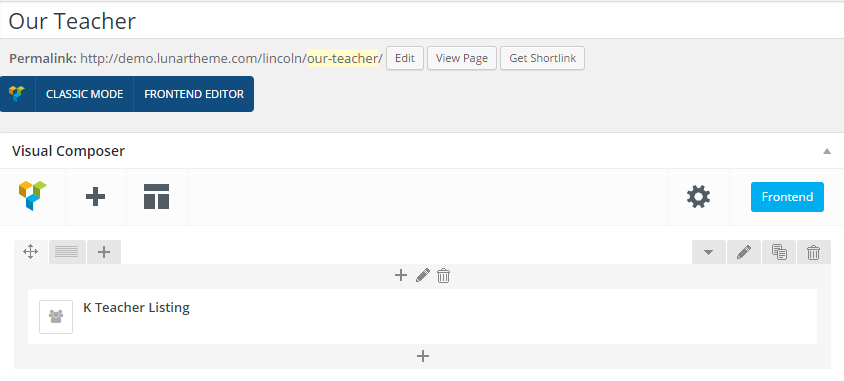 Our Teacher
Permalink: http://demo.lunartheme.com/lincoln/our-teacher/ Edit View Page Get Shortlink
CLASSIC MODE FRONTEND EDITOR
Visual Composer
Frontend
K Teacher Listing